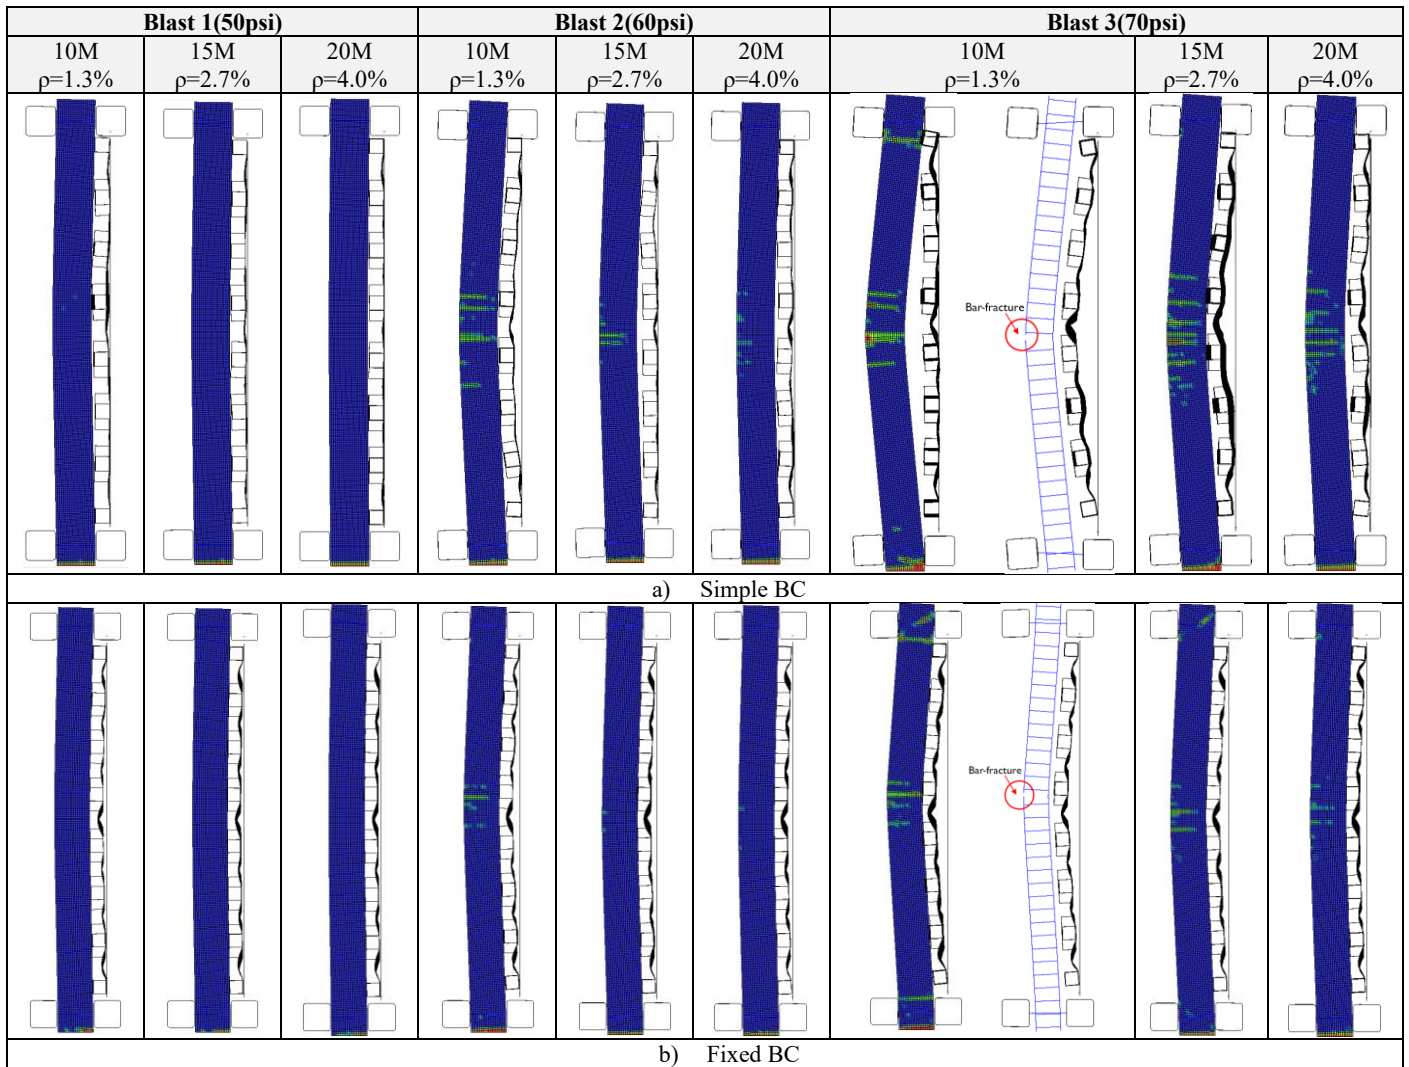 Blast 1(50psi) Blast 2(60psi) Blast 3(70psi)
10M 15M 20M 10M 15M 20M 10M 15M 20M
ρ=1.3% ρ=2.7% ρ=4.0% ρ=1.3% ρ=2.7% ρ=4.0% ρ=1.3% ρ=2.7% ρ=4.0%
Bar-fracture
a) Simple BC
Bar-fracture
b) Fixed BC